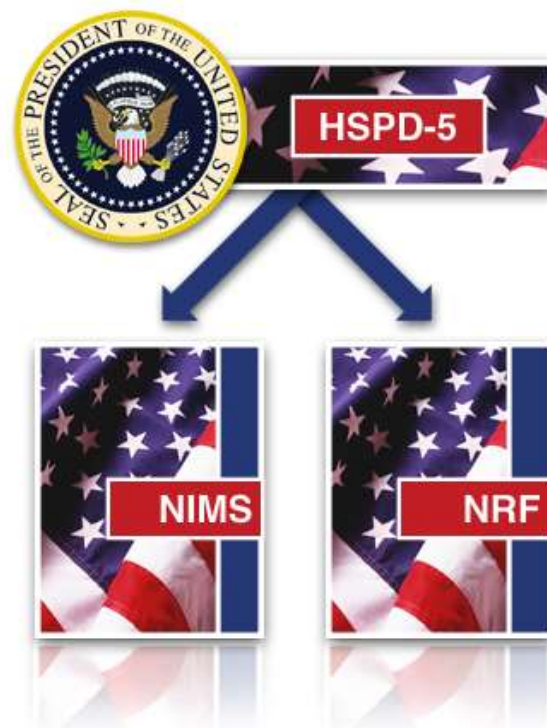 SEAL OF THE PRESIDENT OF THE UNITED STATES
HSPD-5
NIMS
NRF